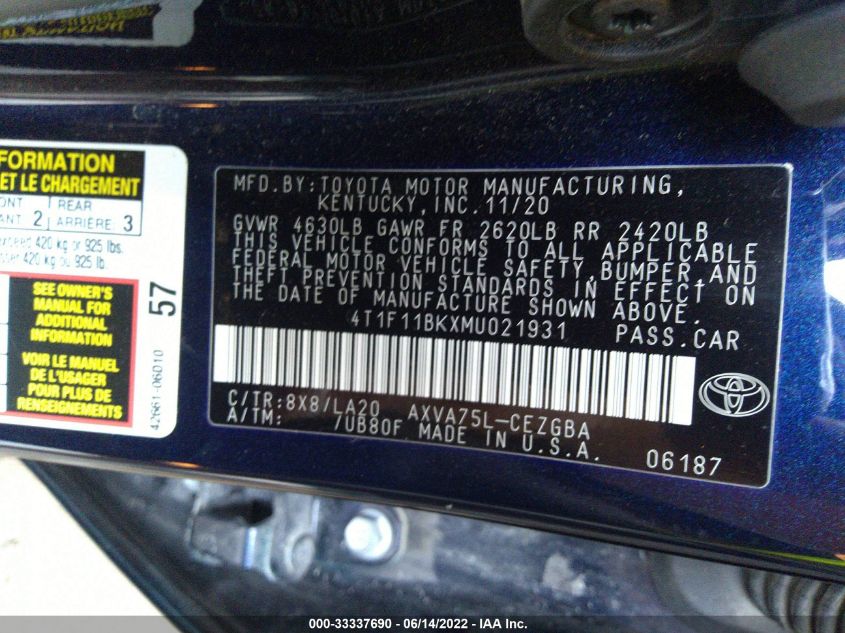 FORMATION
ET LE CHARGEMENT
ONT REAR
ANT 2 ARRIÈRE 3
exceed 420 kg or 925 lbs.
420 kg ou 925 lb.
SEE OWNER'S
MANUAL FOR
ADDITIONAL
INFORMATION
VOIR LE MANUEL
DE L'USAGER
POUR PLUS DE
RENSEIGNEMENTS
57
42661-06D10
MFD.BY:TOYOTA MOTOR MANUFACTURING,
KENTUCKY,INC.11/20
GVWR 4630LB GAWR FR 2620LB RR 2420LB
THIS VEHICLE CONFORMS TO ALL APPLICABLE
FEDERAL MOTOR VEHICLE SAFETY,BUMPER,AND
THEFT PREVENTION STANDARDS IN EFFECT ON
THE DATE OF MANUFACTURE SHOWN ABOVE.
4T1F11BKXMU021931 PASS.CAR
C/TR:8X8/LA20 AXVA75L-CEZGBA
A/TM: /UB80F MADE IN U.S.A.
06187
000-33337690 - 06/14/2022 - IAA Inc.